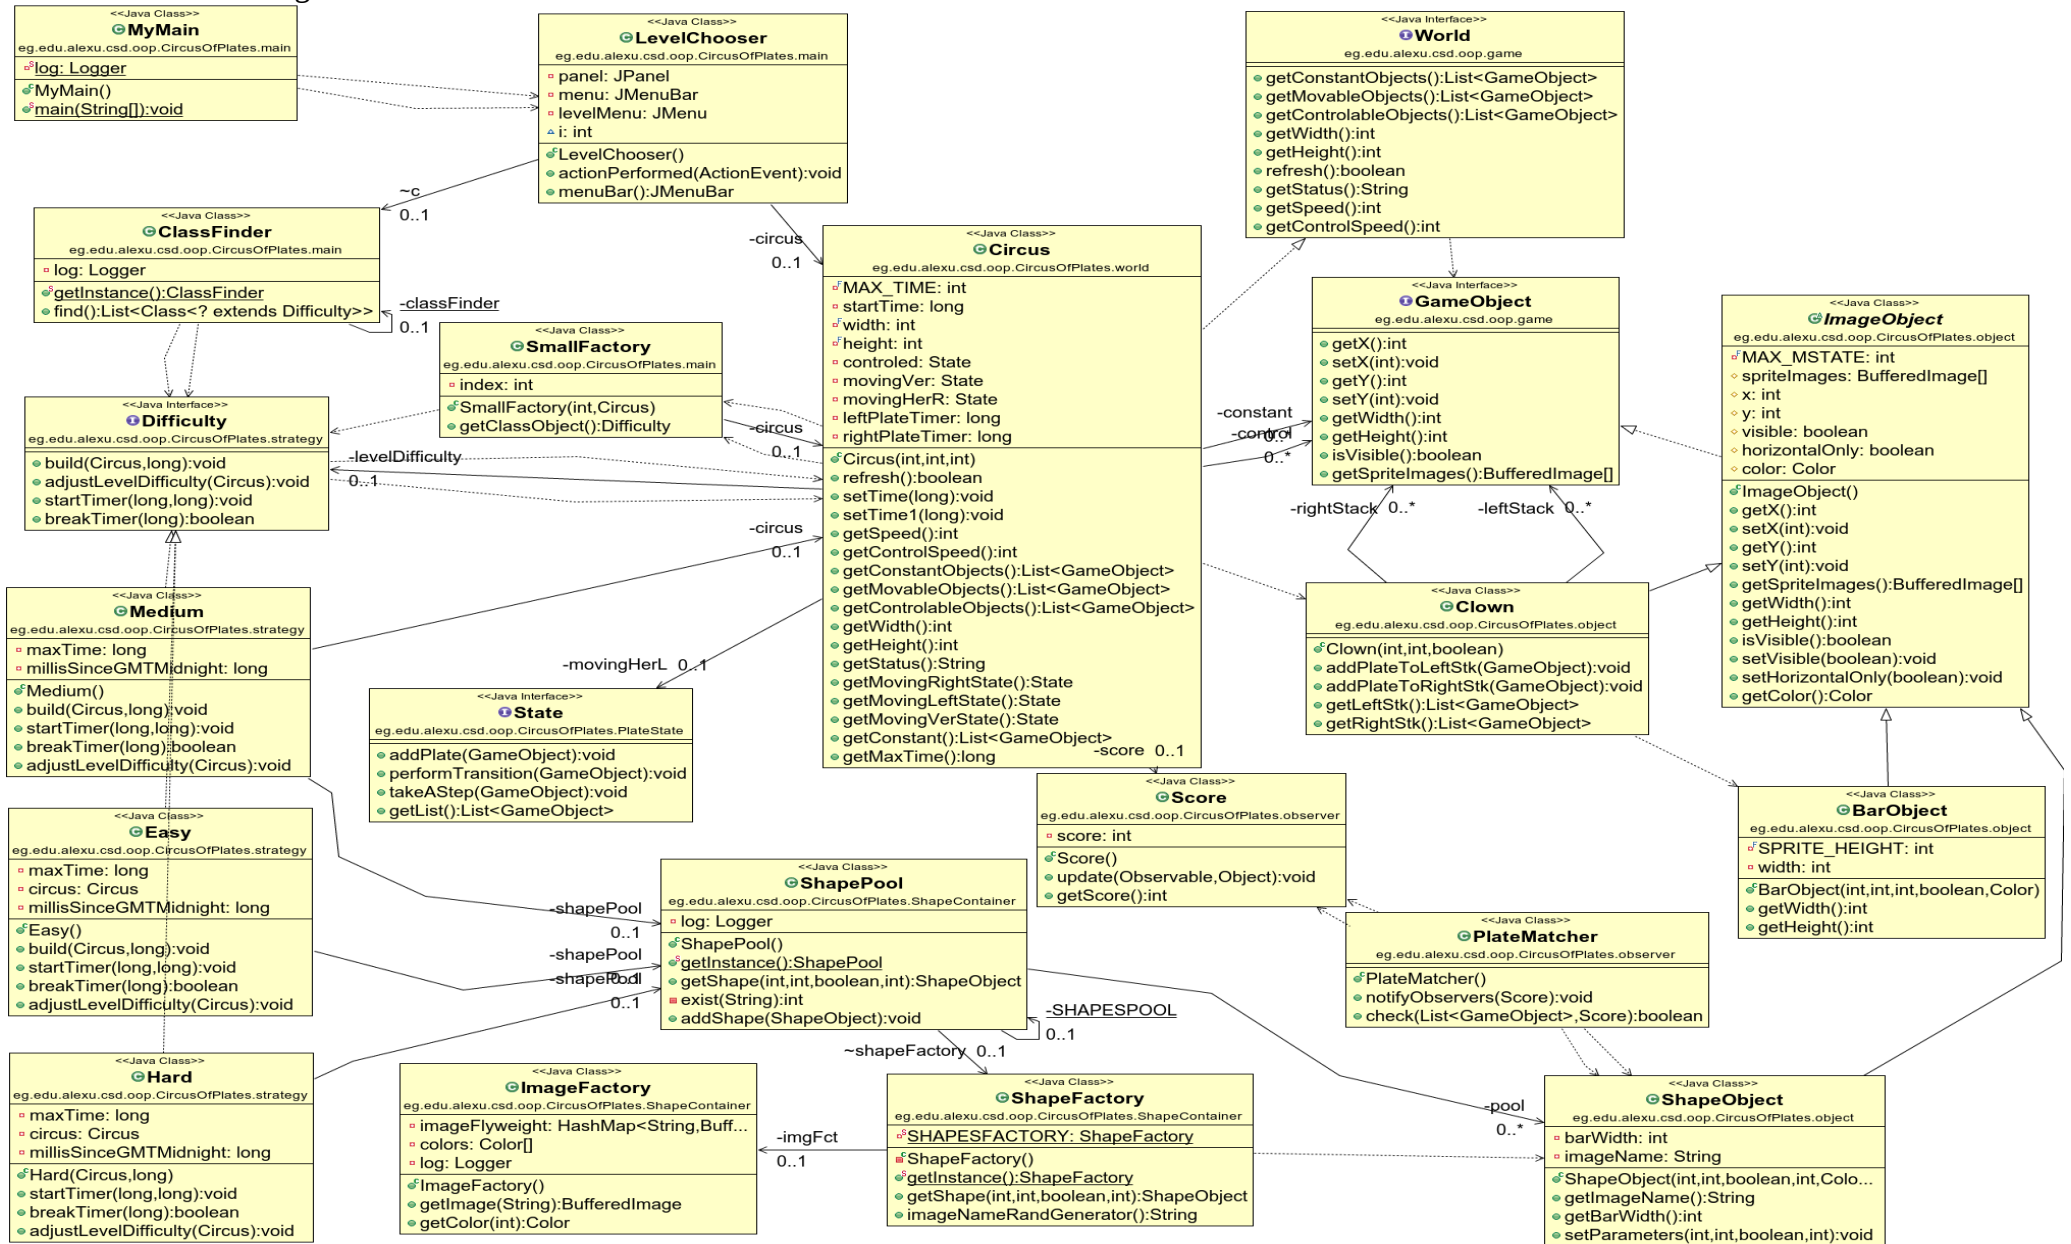 <<Java Class>>
MyMain
eg.edu.alexu.csd.oop.CircusOfPlates.main
log: Logger
MyMain()
main(String[]):void
<<Java Class>>
LevelChooser
eg.edu.alexu.csd.oop.CircusOfPlates.main
panel: JPanel
menu: JMenuBar
levelMenu: JMenu
i: int
LevelChooser()
actionPerformed(ActionEvent):void
menuBar():JMenuBar
<<Java Interface>>
World
eg.edu.alexu.csd.oop.game
getConstantObjects():List<GameObject>
getMovableObjects():List<GameObject>
getControlableObjects():List<GameObject>
getWidth():int
getHeight():int
refresh():boolean
getStatus():String
getSpeed():int
getControlSpeed():int
~c
0..1
-circus
0..1
<<Java Class>>
ClassFinder
eg.edu.alexu.csd.oop.CircusOfPlates.main
log: Logger
getInstance():ClassFinder
find():List<Class<? extends Difficulty>>
-classFinder
0..1
<<Java Class>>
SmallFactory
eg.edu.alexu.csd.oop.CircusOfPlates.main
index: int
SmallFactory(int,Circus)
getClassObject():Difficulty
-circus
0..1
<<Java Class>>
Circus
eg.edu.alexu.csd.oop.CircusOfPlates.world
MAX_TIME: int
startTime: long
width: int
height: int
controled: State
movingVer: State
movingHerR: State
leftPlateTimer: long
rightPlateTimer: long
Circus(int,int,int)
refresh():boolean
setTime(long):void
setTime1(long):void
getSpeed():int
getControlSpeed():int
getConstantObjects():List<GameObject>
getMovableObjects():List<GameObject>
getControlableObjects():List<GameObject>
getWidth():int
getHeight():int
getStatus():String
getMovingRightState():State
getMovingLeftState():State
getMovingVerState():State
getConstant():List<GameObject>
getMaxTime():long
-constant
-control
0..*
0..*
<<Java Interface>>
GameObject
eg.edu.alexu.csd.oop.game
getX():int
setX(int):void
getY():int
setY(int):void
getWidth():int
getHeight():int
isVisible():boolean
getSpriteImages():BufferedImage[]
-rightStack 0..*
-leftStack 0..*
<<Java Class>>
ImageObject
eg.edu.alexu.csd.oop.CircusOfPlates.object
MAX_MSTATE: int
spriteImages: BufferedImage[]
x: int
y: int
visible: boolean
horizontalOnly: boolean
color: Color
ImageObject()
getX():int
setX(int):void
getY():int
setY(int):void
getSpriteImages():BufferedImage[]
getWidth():int
getHeight():int
isVisible():boolean
setVisible(boolean):void
setHorizontalOnly(boolean):void
getColor():Color
<<Java Interface>>
Difficulty
eg.edu.alexu.csd.oop.CircusOfPlates.strategy
build(Circus,long):void
adjustLevelDifficulty(Circus):void
startTimer(long,long):void
breakTimer(long):boolean
-levelDifficulty
0..1
-circus
0..1
<<Java Class>>
Medium
eg.edu.alexu.csd.oop.CircusOfPlates.strategy
maxTime: long
millisSinceGMTMidnight: long
Medium()
build(Circus,long):void
startTimer(long,long):void
breakTimer(long):boolean
adjustLevelDifficulty(Circus):void
-movingHerL 0..1
<<Java Interface>>
State
eg.edu.alexu.csd.oop.CircusOfPlates.PlateState
addPlate(GameObject):void
performTransition(GameObject):void
takeAStep(GameObject):void
getList():List<GameObject>
<<Java Class>>
Clown
eg.edu.alexu.csd.oop.CircusOfPlates.object
Clown(int,int,boolean)
addPlateToLeftStk(GameObject):void
addPlateToRightStk(GameObject):void
getLeftStk():List<GameObject>
getRightStk():List<GameObject>
-score 0..1
<<Java Class>>
Score
eg.edu.alexu.csd.oop.CircusOfPlates.observer
score: int
Score()
update(Observable,Object):void
getScore():int
<<Java Class>>
BarObject
eg.edu.alexu.csd.oop.CircusOfPlates.object
SPRITE_HEIGHT: int
width: int
BarObject(int,int,int,boolean,Color)
getWidth():int
getHeight():int
<<Java Class>>
Easy
eg.edu.alexu.csd.oop.CircusOfPlates.strategy
maxTime: long
circus: Circus
millisSinceGMTMidnight: long
Easy()
build(Circus,long):void
startTimer(long,long):void
breakTimer(long):boolean
adjustLevelDifficulty(Circus):void
-shapePool
0..1
-shapePool
0..1
-shapePool
0..1
<<Java Class>>
ShapePool
eg.edu.alexu.csd.oop.CircusOfPlates.ShapeContainer
log: Logger
ShapePool()
getInstance():ShapePool
getShape(int,int,boolean,int):ShapeObject
exist(String):int
addShape(ShapeObject):void
-SHAPESPOOL
0..1
~shapeFactory 0..1
<<Java Class>>
PlateMatcher
eg.edu.alexu.csd.oop.CircusOfPlates.observer
PlateMatcher()
notifyObservers(Score):void
check(List<GameObject>,Score):boolean
<<Java Class>>
Hard
eg.edu.alexu.csd.oop.CircusOfPlates.strategy
maxTime: long
circus: Circus
millisSinceGMTMidnight: long
Hard(Circus,long)
startTimer(long,long):void
breakTimer(long):boolean
adjustLevelDifficulty(Circus):void
<<Java Class>>
ImageFactory
eg.edu.alexu.csd.oop.CircusOfPlates.ShapeContainer
imageFlyweight: HashMap<String,Buff...
colors: Color[]
log: Logger
ImageFactory()
getImage(String):BufferedImage
getColor(int):Color
-imgFct
0..1
<<Java Class>>
ShapeFactory
eg.edu.alexu.csd.oop.CircusOfPlates.ShapeContainer
SHAPESFACTORY: ShapeFactory
ShapeFactory()
getInstance():ShapeFactory
getShape(int,int,boolean,int):ShapeObject
imageNameRandGenerator():String
-pool
0..*
<<Java Class>>
ShapeObject
eg.edu.alexu.csd.oop.CircusOfPlates.object
barWidth: int
imageName: String
ShapeObject(int,int,boolean,int,Colo...
getImageName():String
getBarWidth():int
setParameters(int,int,boolean,int):void